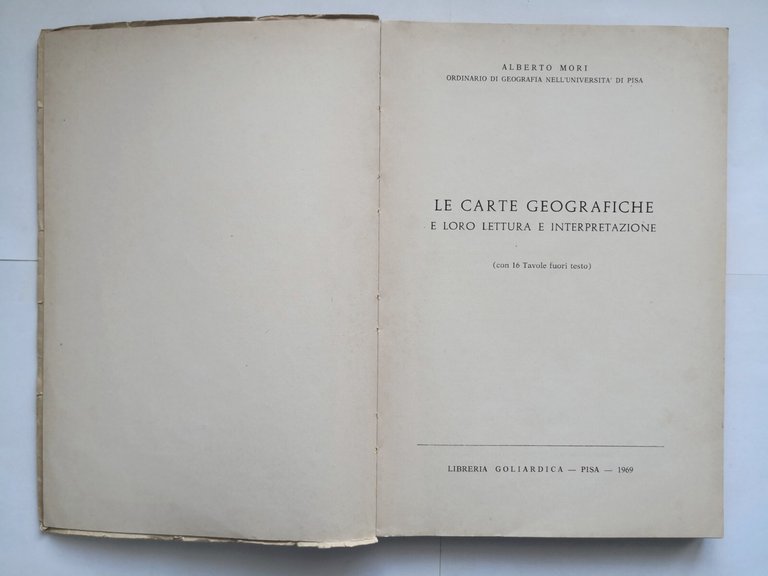 ALBERTO MORI
ORDINARIO DI GEOGRAFIA NELL'UNIVERSITA' DI PISA
LE CARTE GEOGRAFICHE
E LORO LETTURA E INTERPRETAZIONE
(con 16 Tavole fuori testo)
LIBRERIA GOLIARDICA — PISA — 1969